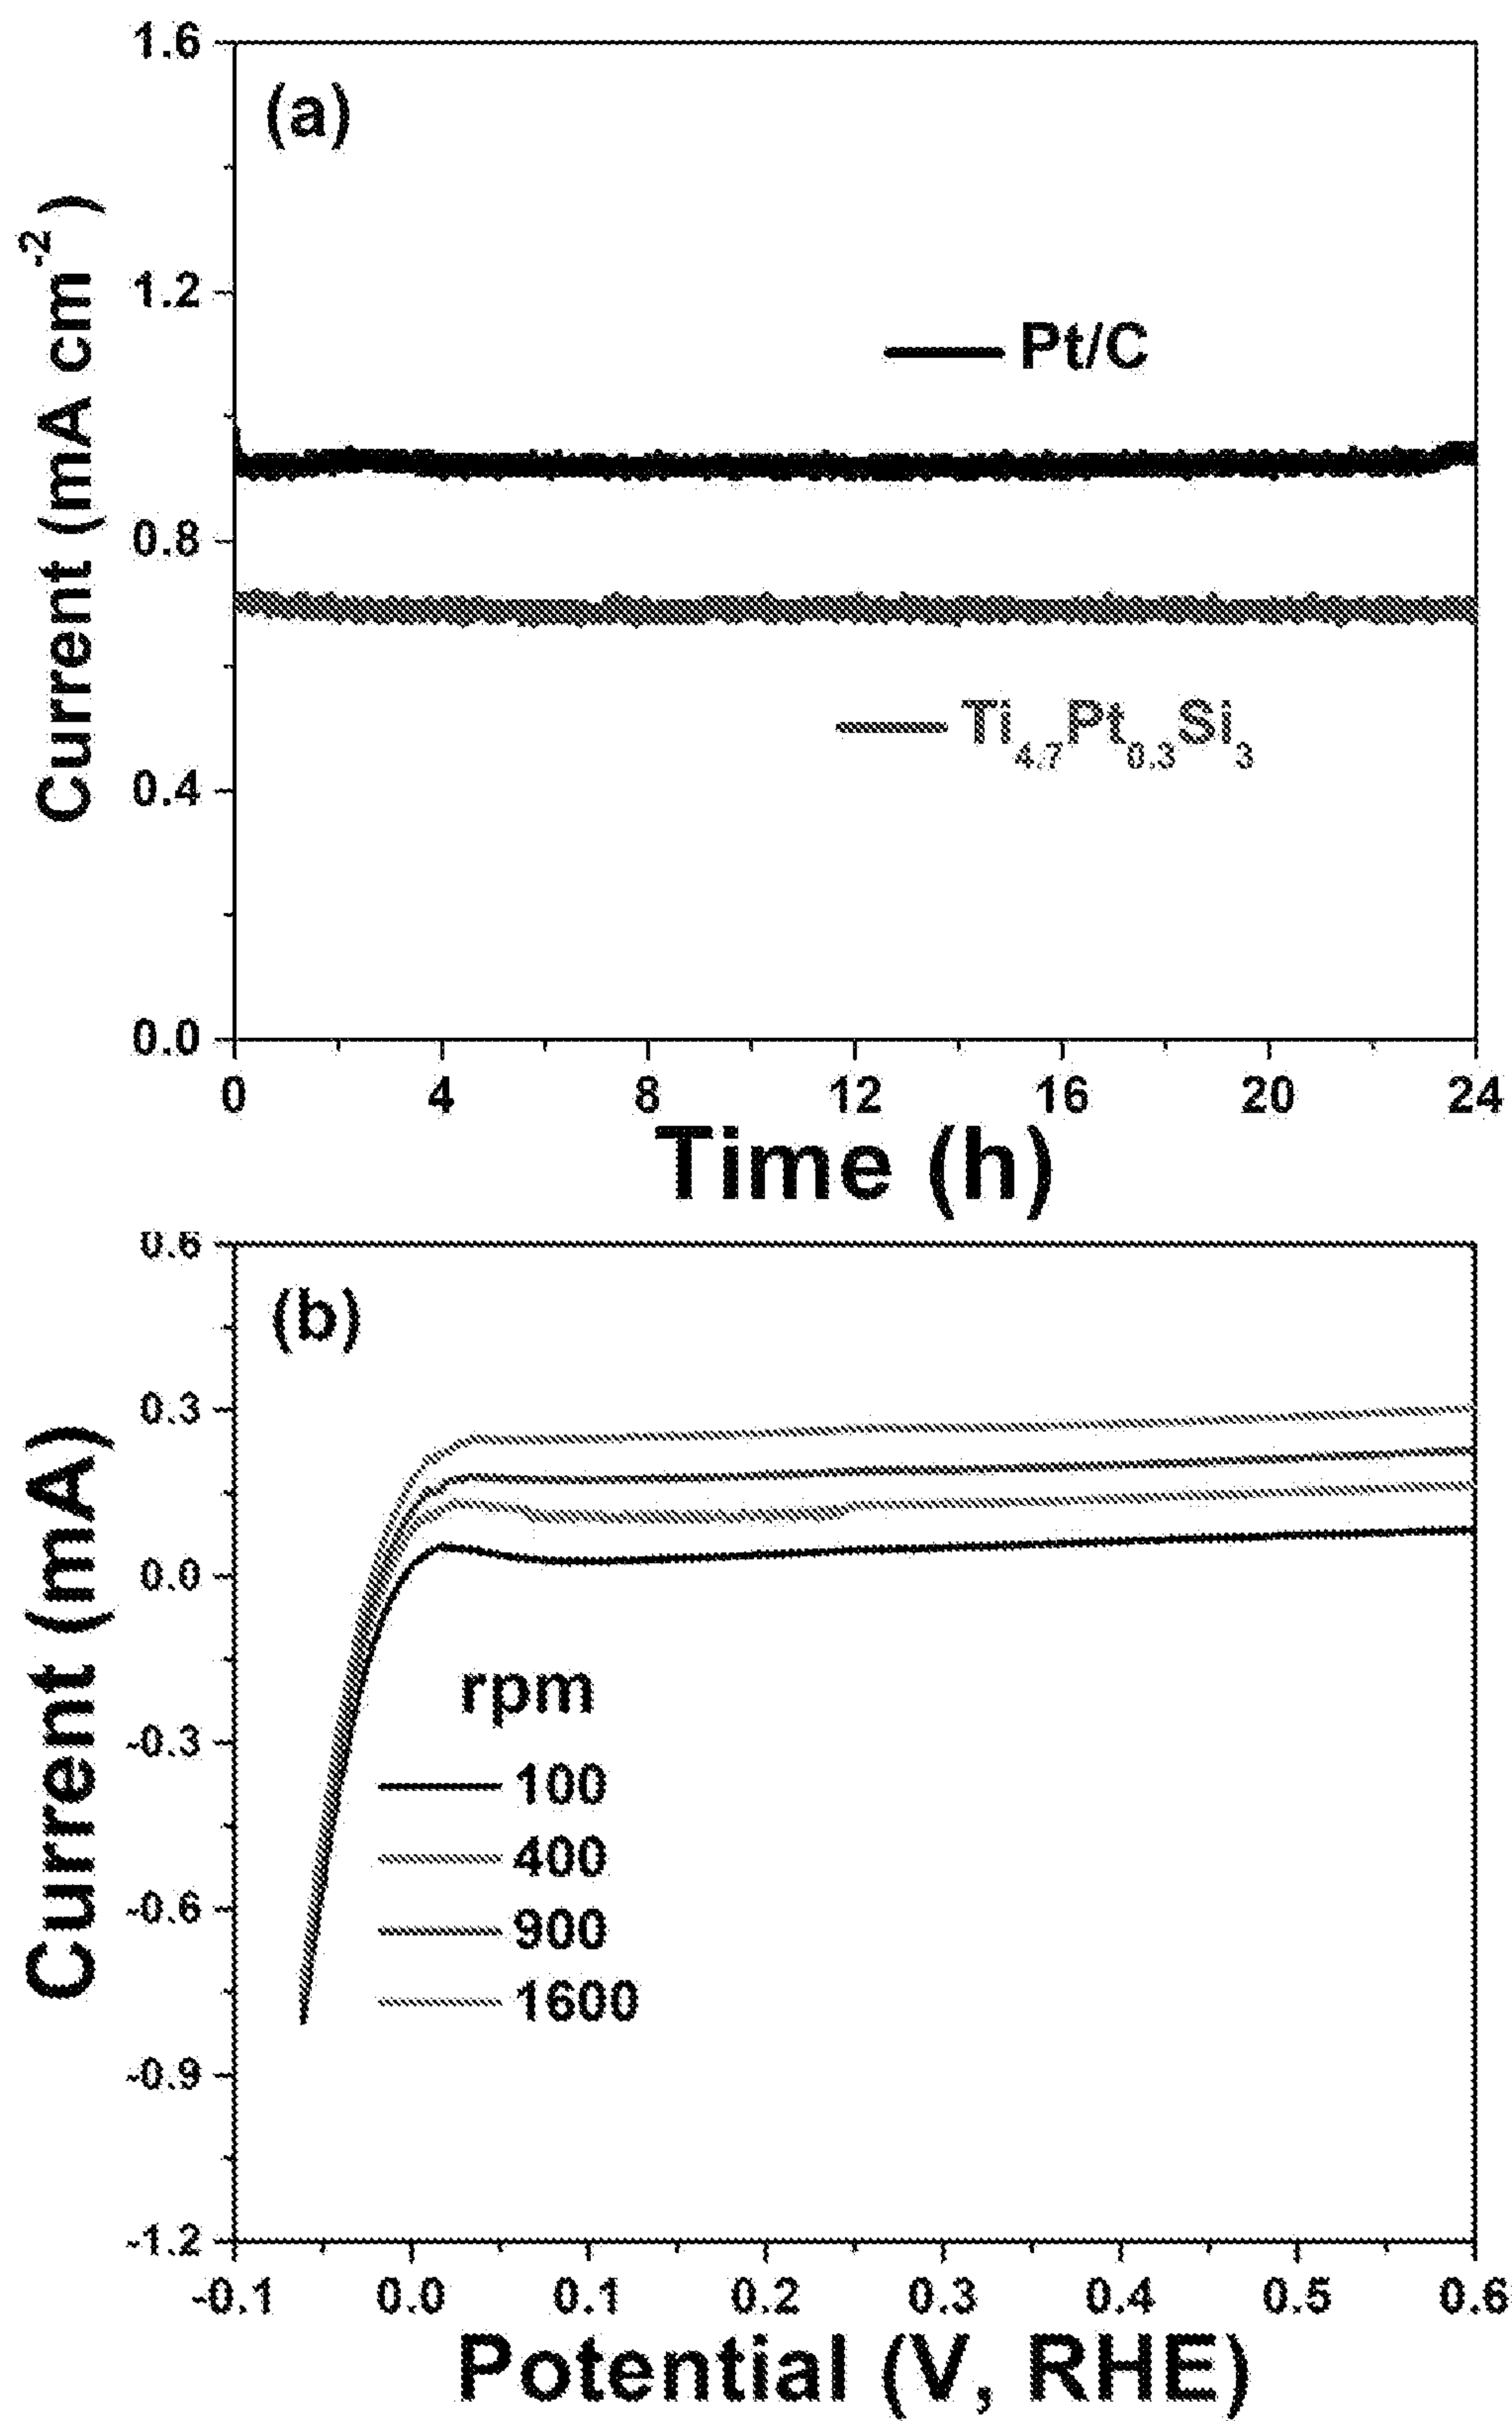 (a)
Current (mA cm-2)
1.6
1.2
0.8
0.4
0.0
Pt/C
Ti4.7Pt0.3Si3
0 4 8 12 16 20 24
Time (h)
(b)
Current (mA)
0.6
0.3
0.0
-0.3
-0.6
-0.9
-1.2
rpm
100
400
900
1600
-0.1 0.0 0.1 0.2 0.3 0.4 0.5 0.6
Potential (V, RHE)